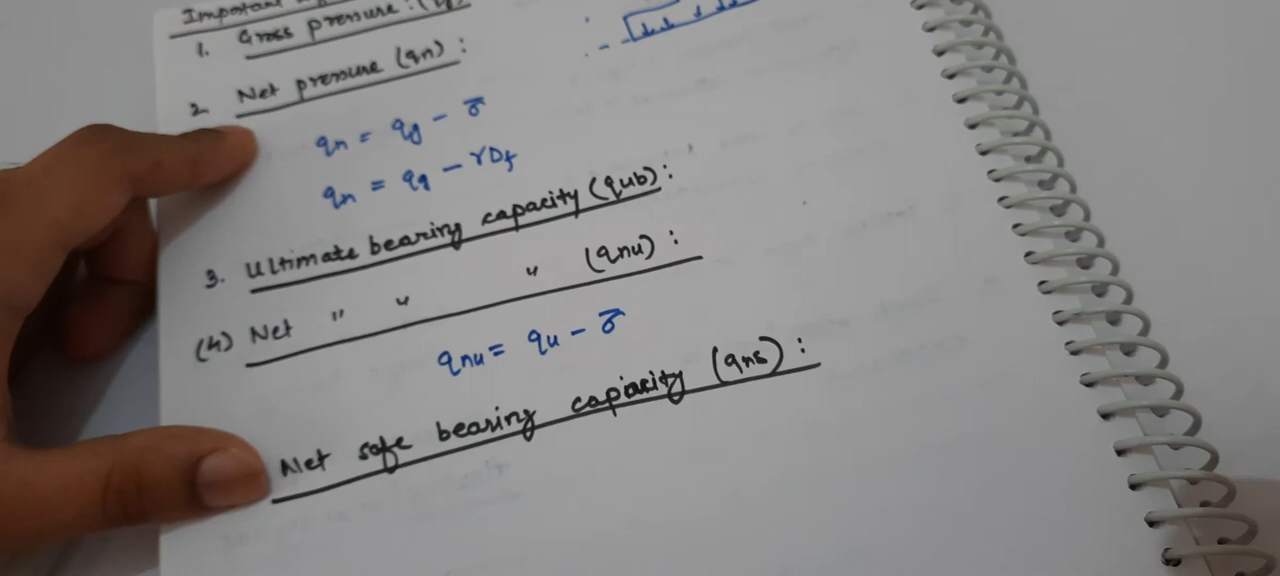 Important
1. Gross pressure :
2. Net pressure (qn) :
qn = qg - σ̄
qn = qg - γDf
3. Ultimate bearing capacity (qub) :
(4) Net " " " (qnu) :
qnu = qu - σ̄
Net safe bearing capacity (qns) :